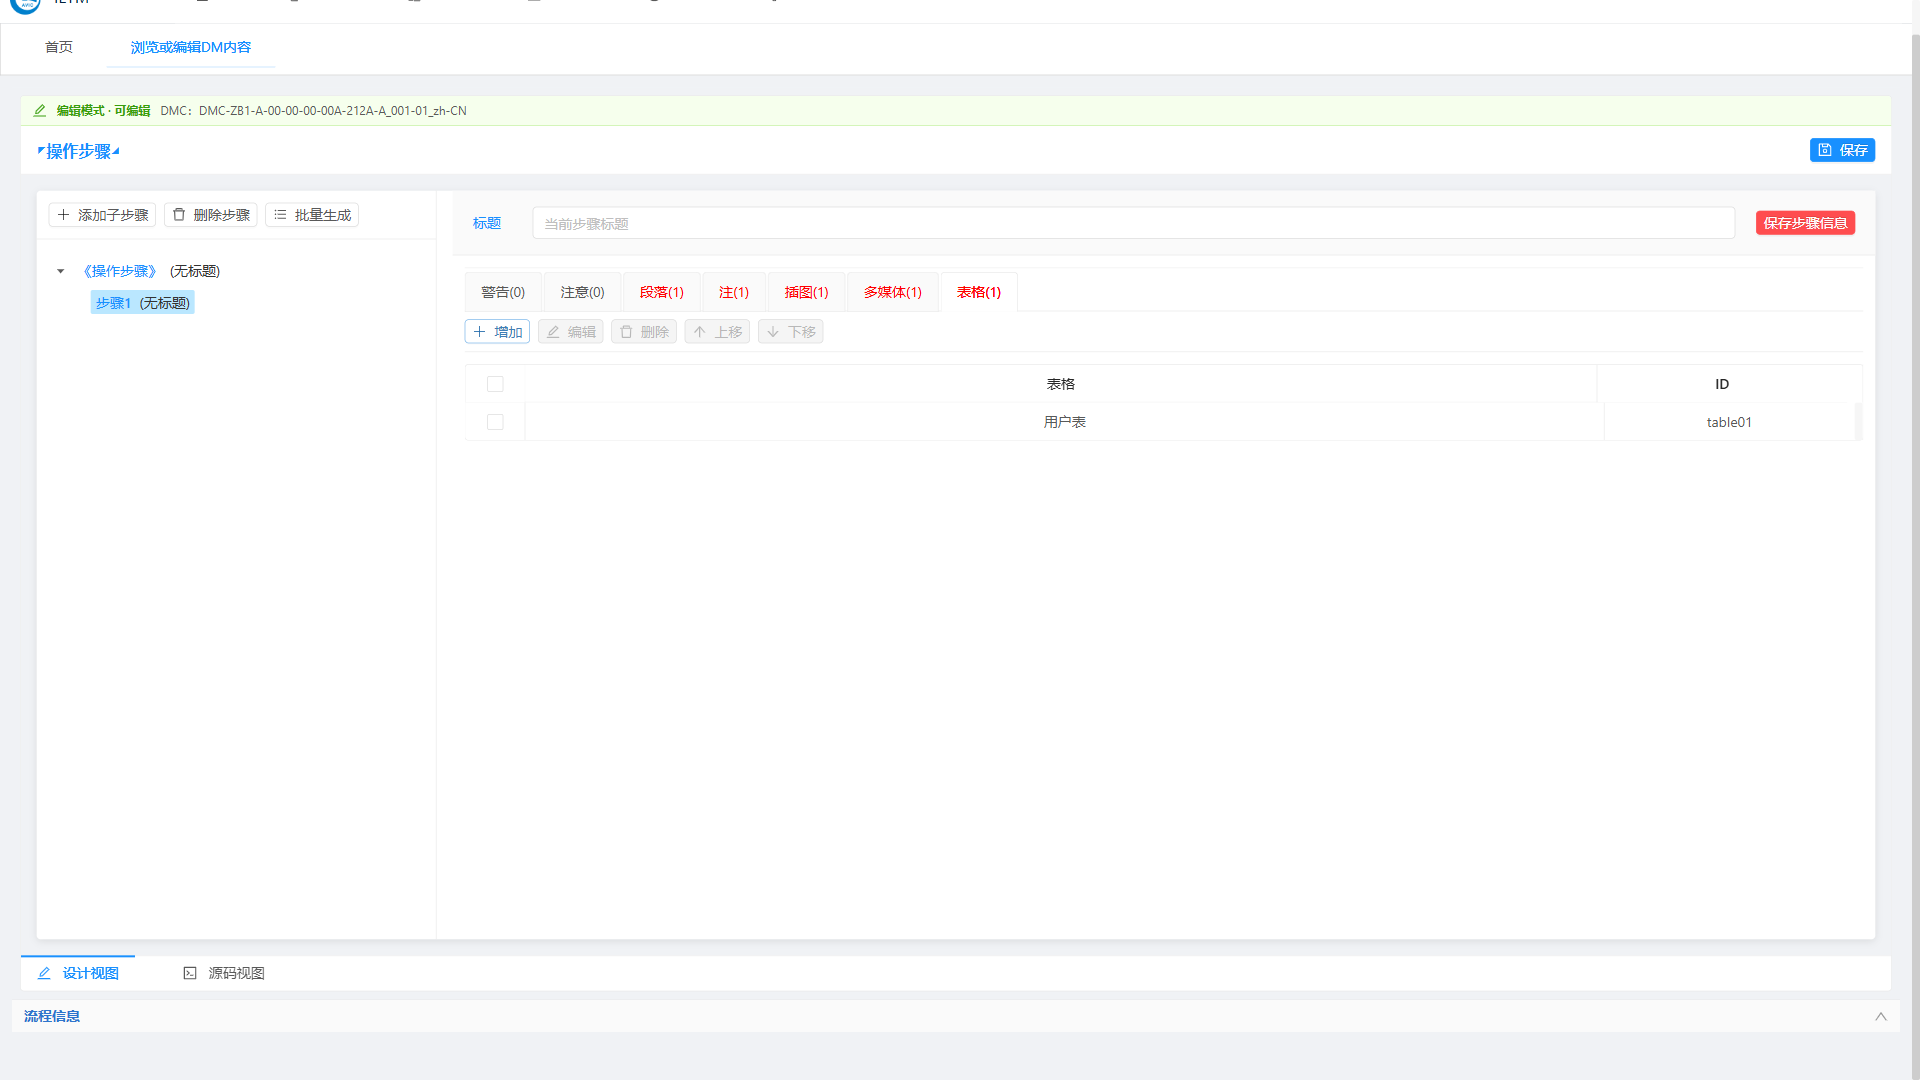 IETM
首页
浏览或编辑DM内容
编辑模式 · 可编辑 DMC：DMC-ZB1-A-00-00-00-00A-212A-A_001-01_zh-CN
操作步骤
保存
添加子步骤 删除步骤 批量生成
标题 当前步骤标题 保存步骤信息
《操作步骤》 (无标题)
步骤1 (无标题)
警告(0) 注意(0) 段落(1) 注(1) 插图(1) 多媒体(1) 表格(1)
增加 编辑 删除 上移 下移
表格 ID
用户表 table01
设计视图 源码视图
流程信息